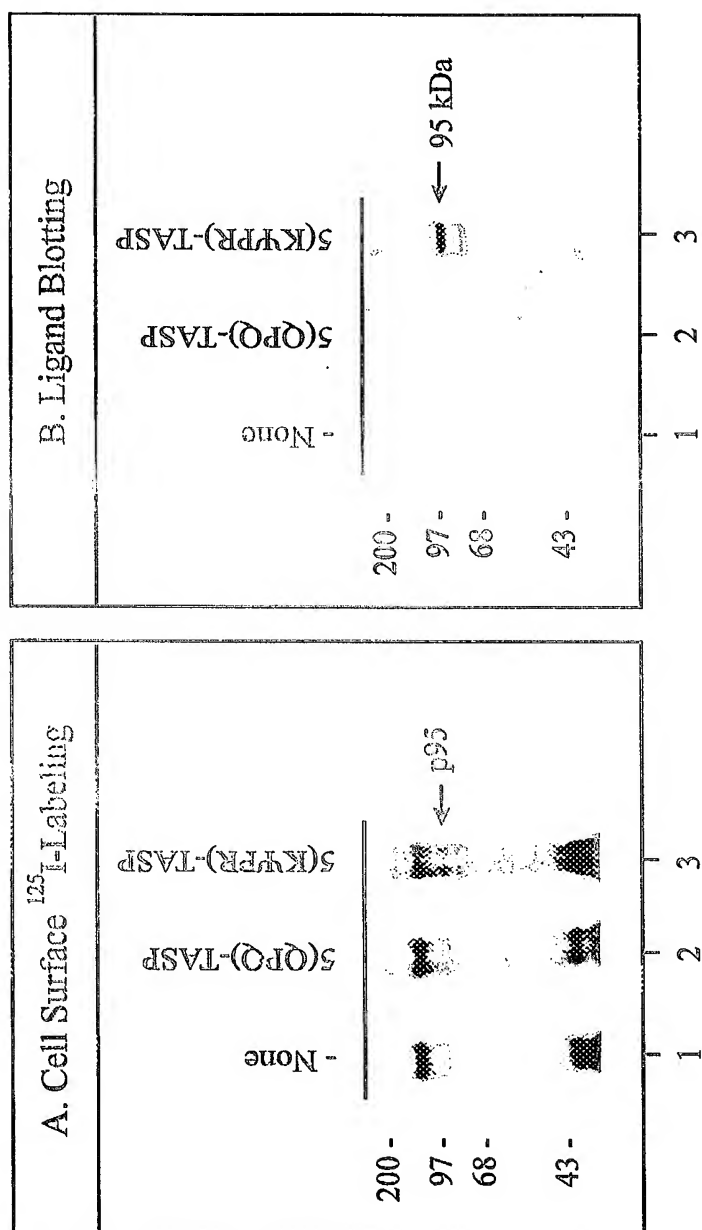 A. Cell Surface ¹²⁵I-Labeling
- None
5(QPQ)-TASP
5(KΨPR)-TASP
200 -
97 -
← p95
68 -
43 -
1 2 3
B. Ligand Blotting
- None
5(QPQ)-TASP
5(KΨPR)-TASP
200 -
97 -
← 95 kDa
68 -
43 -
1 2 3